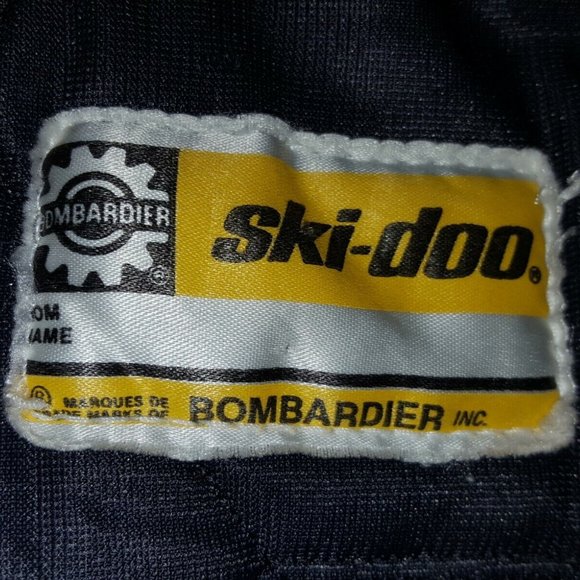 BOMBARDIER
®
Ski-doo®
NOM
NAME
® MARQUES DE
TRADE MARKS OF
BOMBARDIER INC.